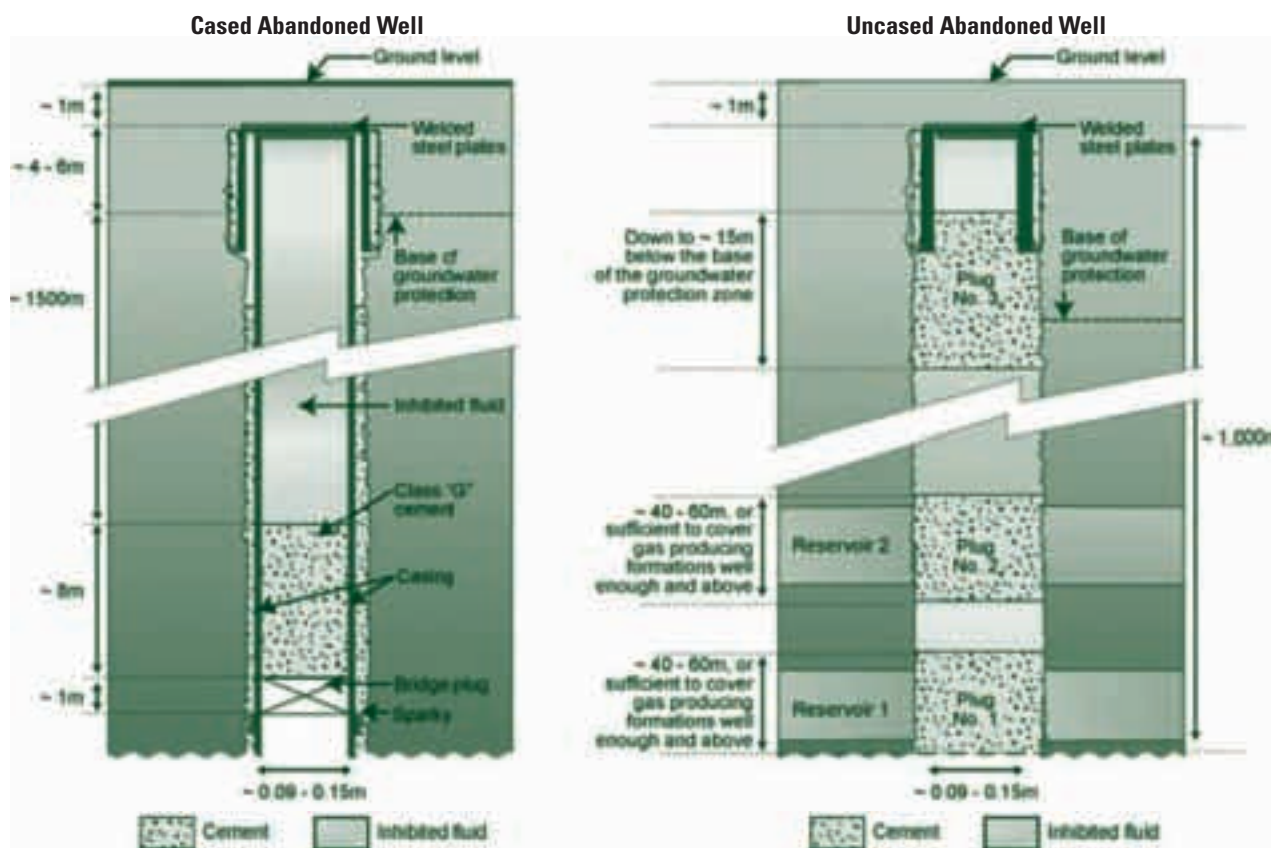 Cased Abandoned Well
Ground level
~ 1m
Welded
steel plates
~ 4 - 6m
Base of
groundwater
protection
~ 1500m
Inhibited fluid
Class "G"
cement
Casing
~ 8m
Bridge plug
~ 1m
~ 0.09 - 0.15m
Cement
Inhibited fluid
Uncased Abandoned Well
Ground level
~ 1m
Welded
steel plates
Down to ~ 15m
below the base
of the groundwater
protection zone
Base of
groundwater
protection
Plug
No. 3
~ 1.000m
~ 40 - 60m, or
sufficient to cover
gas producing
formations well
enough and above
Reservoir 2
Plug
No. 2
~ 40 - 60m, or
sufficient to cover
gas producing
formations well
enough and above
Reservoir 1
Plug
No. 1
~ 0.09 - 0.15m
Cement
Inhibited fluid